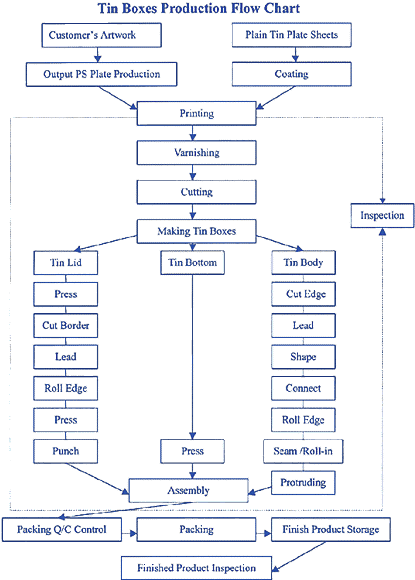 Tin Boxes Production Flow Chart
Customer's Artwork
Plain Tin Plate Sheets
Output PS Plate Production
Coating
Printing
Varnishing
Cutting
Inspection
Making Tin Boxes
Tin Lid
Tin Bottom
Tin Body
Press
Cut Edge
Cut Border
Lead
Lead
Shape
Roll Edge
Connect
Press
Roll Edge
Punch
Press
Seam /Roll-in
Assembly
Protruding
Packing Q/C Control
Packing
Finish Product Storage
Finished Product Inspection